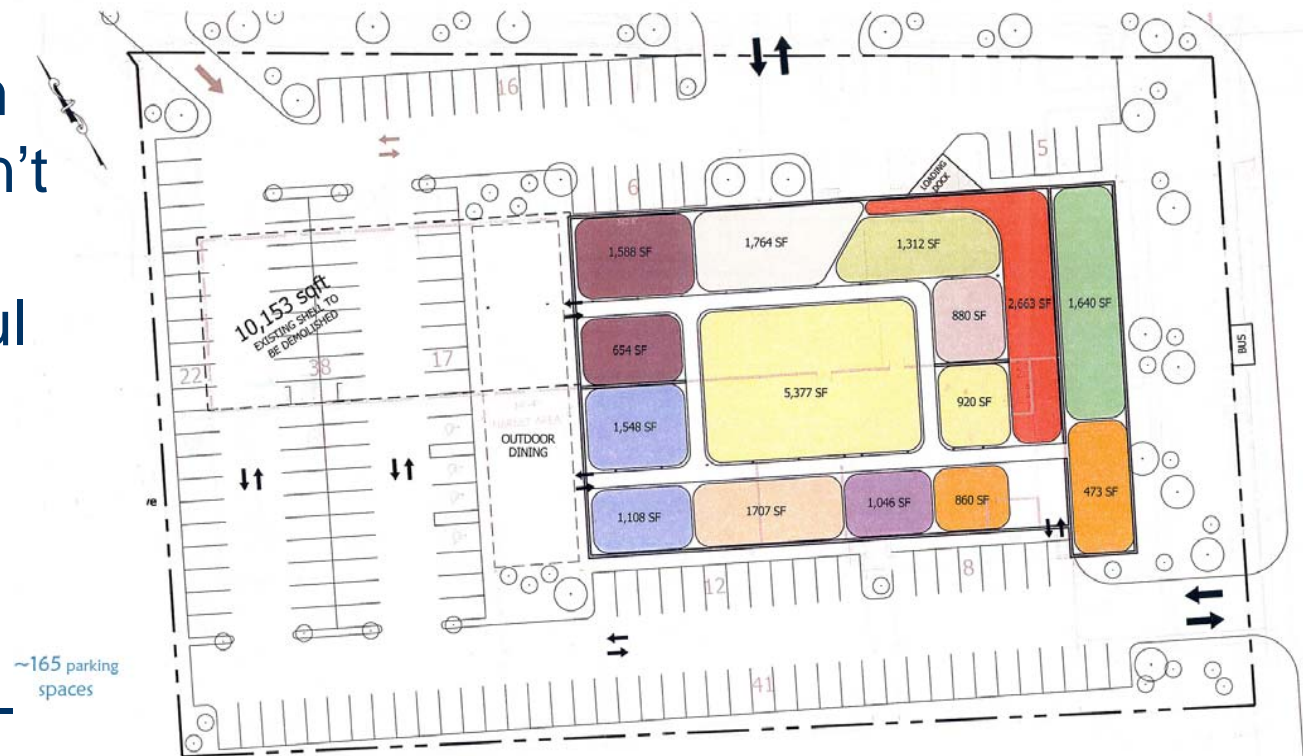 n't
ul
16
6
5
LOADING
DOCK
1,588 SF
1,764 SF
1,312 SF
2,663 SF
1,640 SF
880 SF
10,153 sqft
EXISTING SHELL TO
BE DEMOLISHED
654 SF
5,377 SF
BUS
22
38
17
920 SF
1,548 SF
OUTDOOR
DINING
1,108 SF
1707 SF
1,046 SF
860 SF
473 SF
12
8
~165 parking
spaces
41